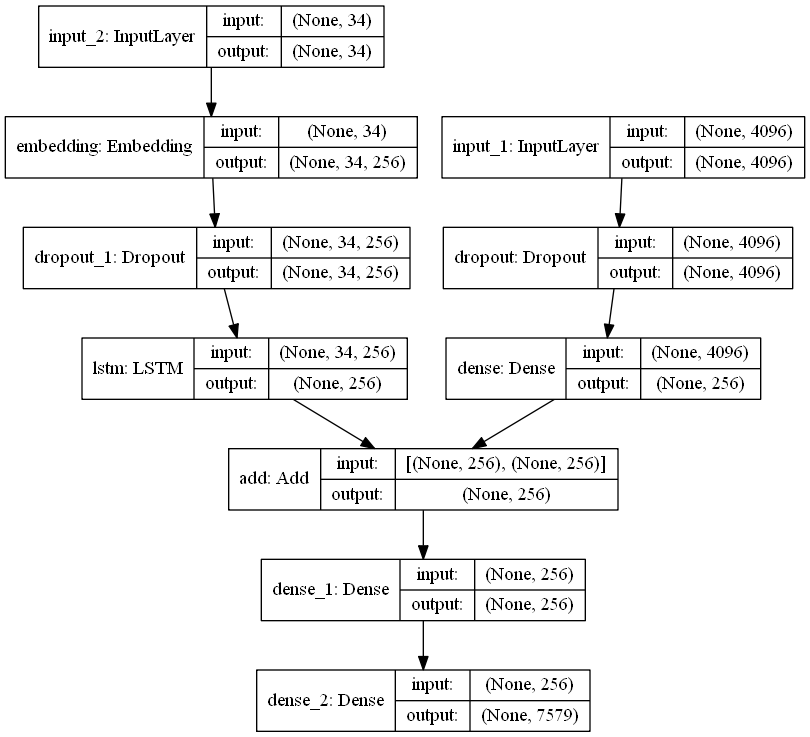 input_2: InputLayer
input: (None, 34)
output: (None, 34)
embedding: Embedding
input: (None, 34)
output: (None, 34, 256)
input_1: InputLayer
input: (None, 4096)
output: (None, 4096)
dropout_1: Dropout
input: (None, 34, 256)
output: (None, 34, 256)
dropout: Dropout
input: (None, 4096)
output: (None, 4096)
lstm: LSTM
input: (None, 34, 256)
output: (None, 256)
dense: Dense
input: (None, 4096)
output: (None, 256)
add: Add
input: [(None, 256), (None, 256)]
output: (None, 256)
dense_1: Dense
input: (None, 256)
output: (None, 256)
dense_2: Dense
input: (None, 256)
output: (None, 7579)